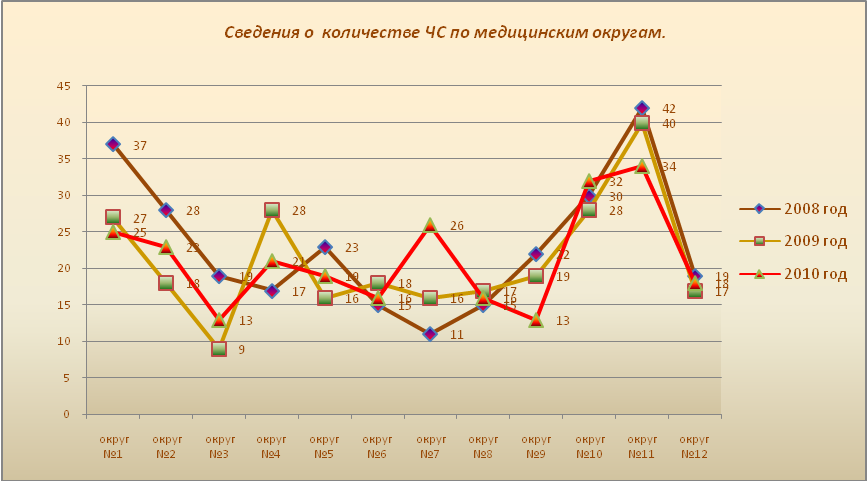 Сведения о количестве ЧС по медицинским округам.
45
40
35
30
25
20
15
10
5
0
37
28
19
17
23
15
11
15
22
30
42
19
27
18
9
28
16
18
16
17
19
28
40
17
25
23
13
21
19
16
26
16
13
32
34
18
округ №1
округ №2
округ №3
округ №4
округ №5
округ №6
округ №7
округ №8
округ №9
округ №10
округ №11
округ №12
2008 год
2009 год
2010 год